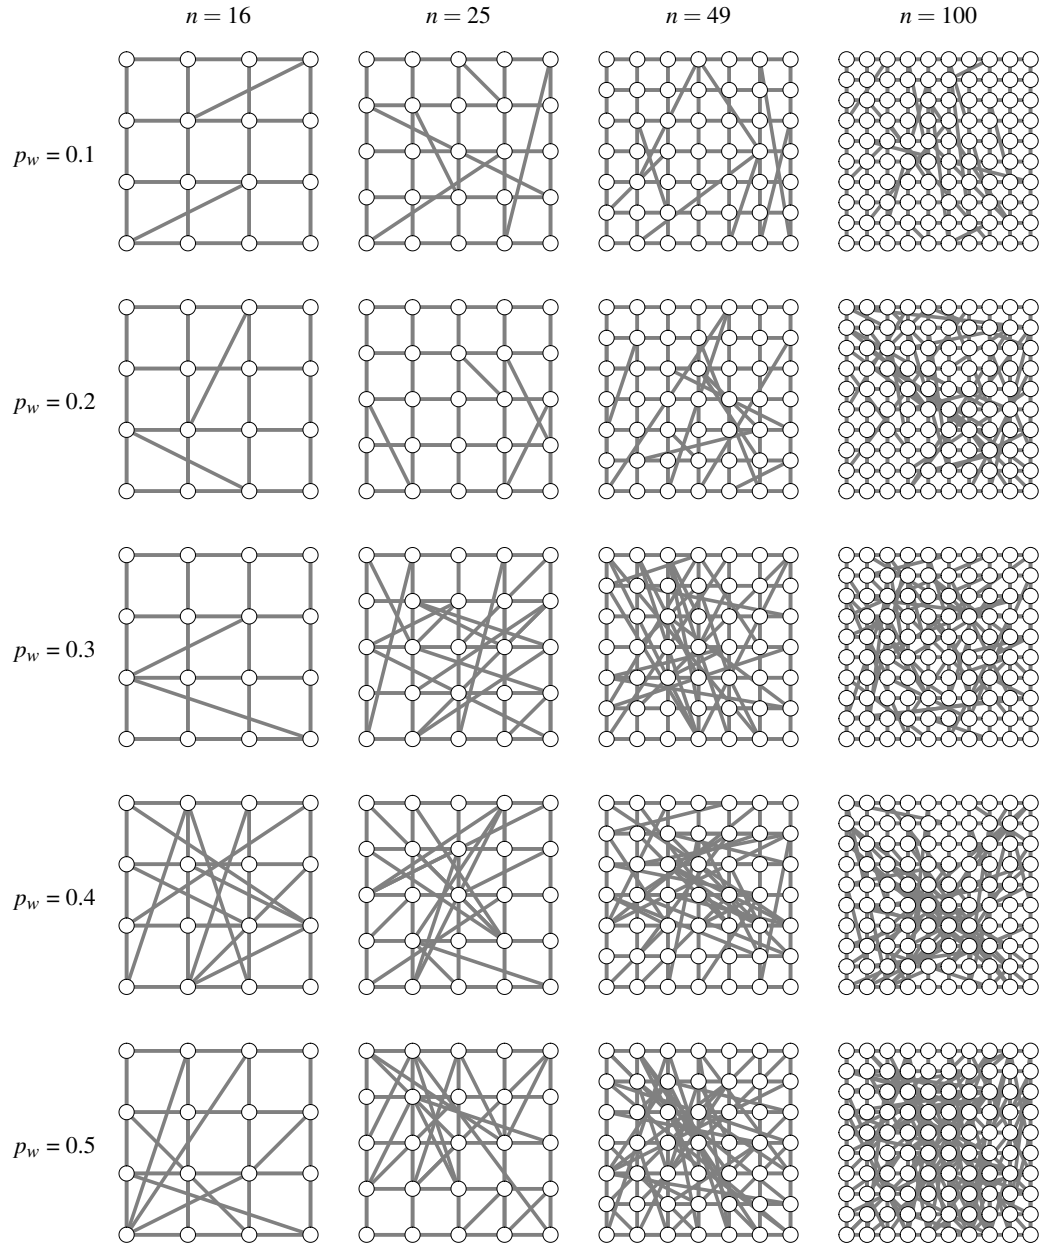 n = 16 n = 25 n = 49 n = 100
p_w = 0.1
p_w = 0.2
p_w = 0.3
p_w = 0.4
p_w = 0.5